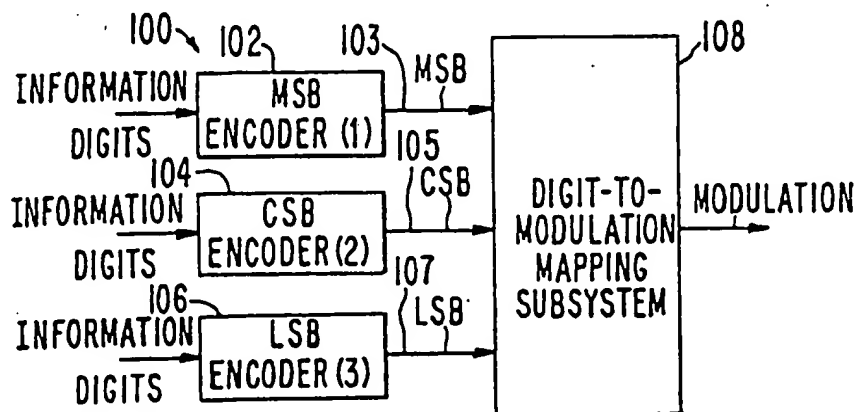 100
102
103
108
INFORMATION
DIGITS
MSB
ENCODER (1)
MSB
104
INFORMATION
DIGITS
CSB
ENCODER (2)
105
CSB
106
INFORMATION
DIGITS
LSB
ENCODER (3)
107
LSB
DIGIT-TO-
MODULATION
MAPPING
SUBSYSTEM
MODULATION